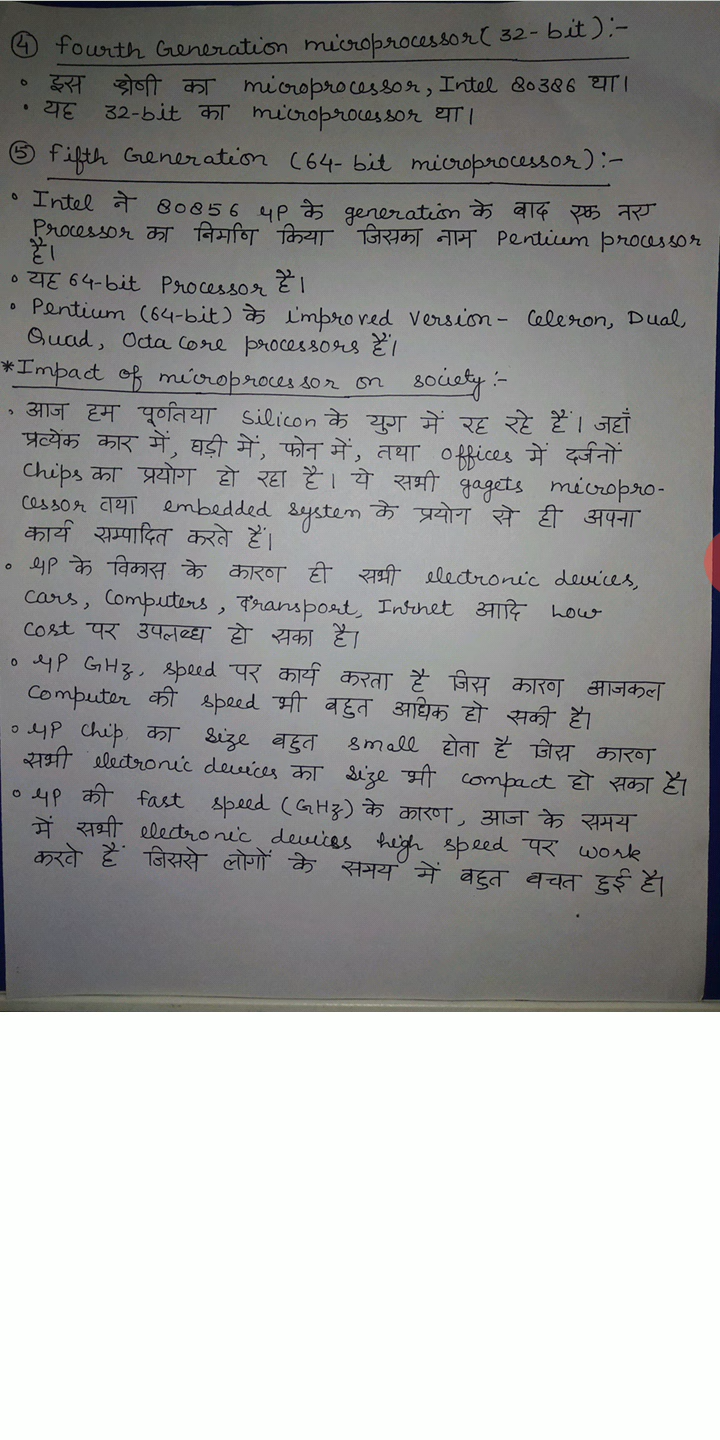 ④ Fourth Generation microprocessor (32-bit):-
• इस श्रेणी का microprocessor, Intel 80386 था।
• यह 32-bit का microprocessor था।
⑤ Fifth Generation (64-bit microprocessor):-
• Intel ने 80856 μP के generation के बाद एक नए
Processor का निर्माण किया जिसका नाम Pentium processor
है।
• यह 64-bit Processor है।
• Pentium (64-bit) के improved version - Celeron, Dual,
Quad, Octa Core processors हैं।
*Impact of microprocessor on society:-
• आज हम पूर्णतया silicon के युग में रह रहे हैं। जहाँ
प्रत्येक कार में, घड़ी में, फोन में, तथा offices में दर्जनों
Chips का प्रयोग हो रहा है। ये सभी gagets micropro-
cessor तथा embedded system के प्रयोग से ही अपना
कार्य सम्पादित करते हैं।
• μP के विकास के कारण ही सभी electronic devices,
Cars, Computers, Transport, Inrnet आदि Low
Cost पर उपलब्ध हो सका है।
• μP GHz. speed पर कार्य करता है जिस कारण आजकल
Computer की speed भी बहुत अधिक हो सकी है।
• μP Chip का size बहुत small होता है जिस कारण
सभी electronic devices का size भी compact हो सका है।
• μP की fast speed (GHz) के कारण, आज के समय
में सभी electronic devices high speed पर work
करते हैं जिससे लोगों के समय में बहुत बचत हुई है।